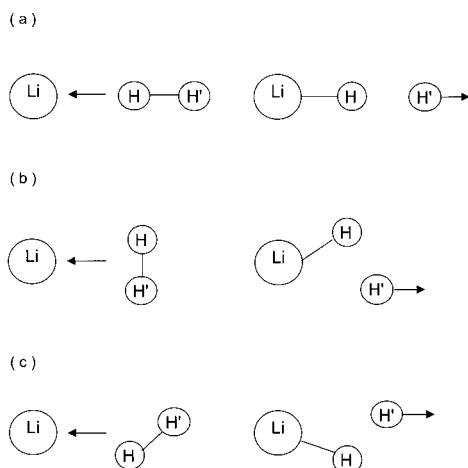 ( a )
Li H H' Li H H'
( b )
Li H H' Li H H'
( c )
Li H H' Li H H'